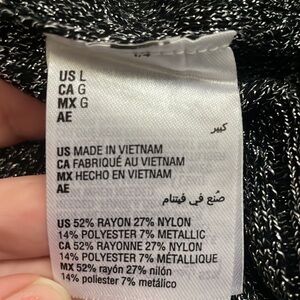 US L
CA G
MX G
AE
كبير
US MADE IN VIETNAM
CA FABRIQUÉ AU VIETNAM
MX HECHO EN VIETNAM
AE
صُنع في فيتنام
US 52% RAYON 27% NYLON
14% POLYESTER 7% METALLIC
CA 52% RAYONNE 27% NYLON
14% POLYESTER 7% MÉTALLIQUE
MX 52% rayón 27% nilón
14% poliéster 7% metálico